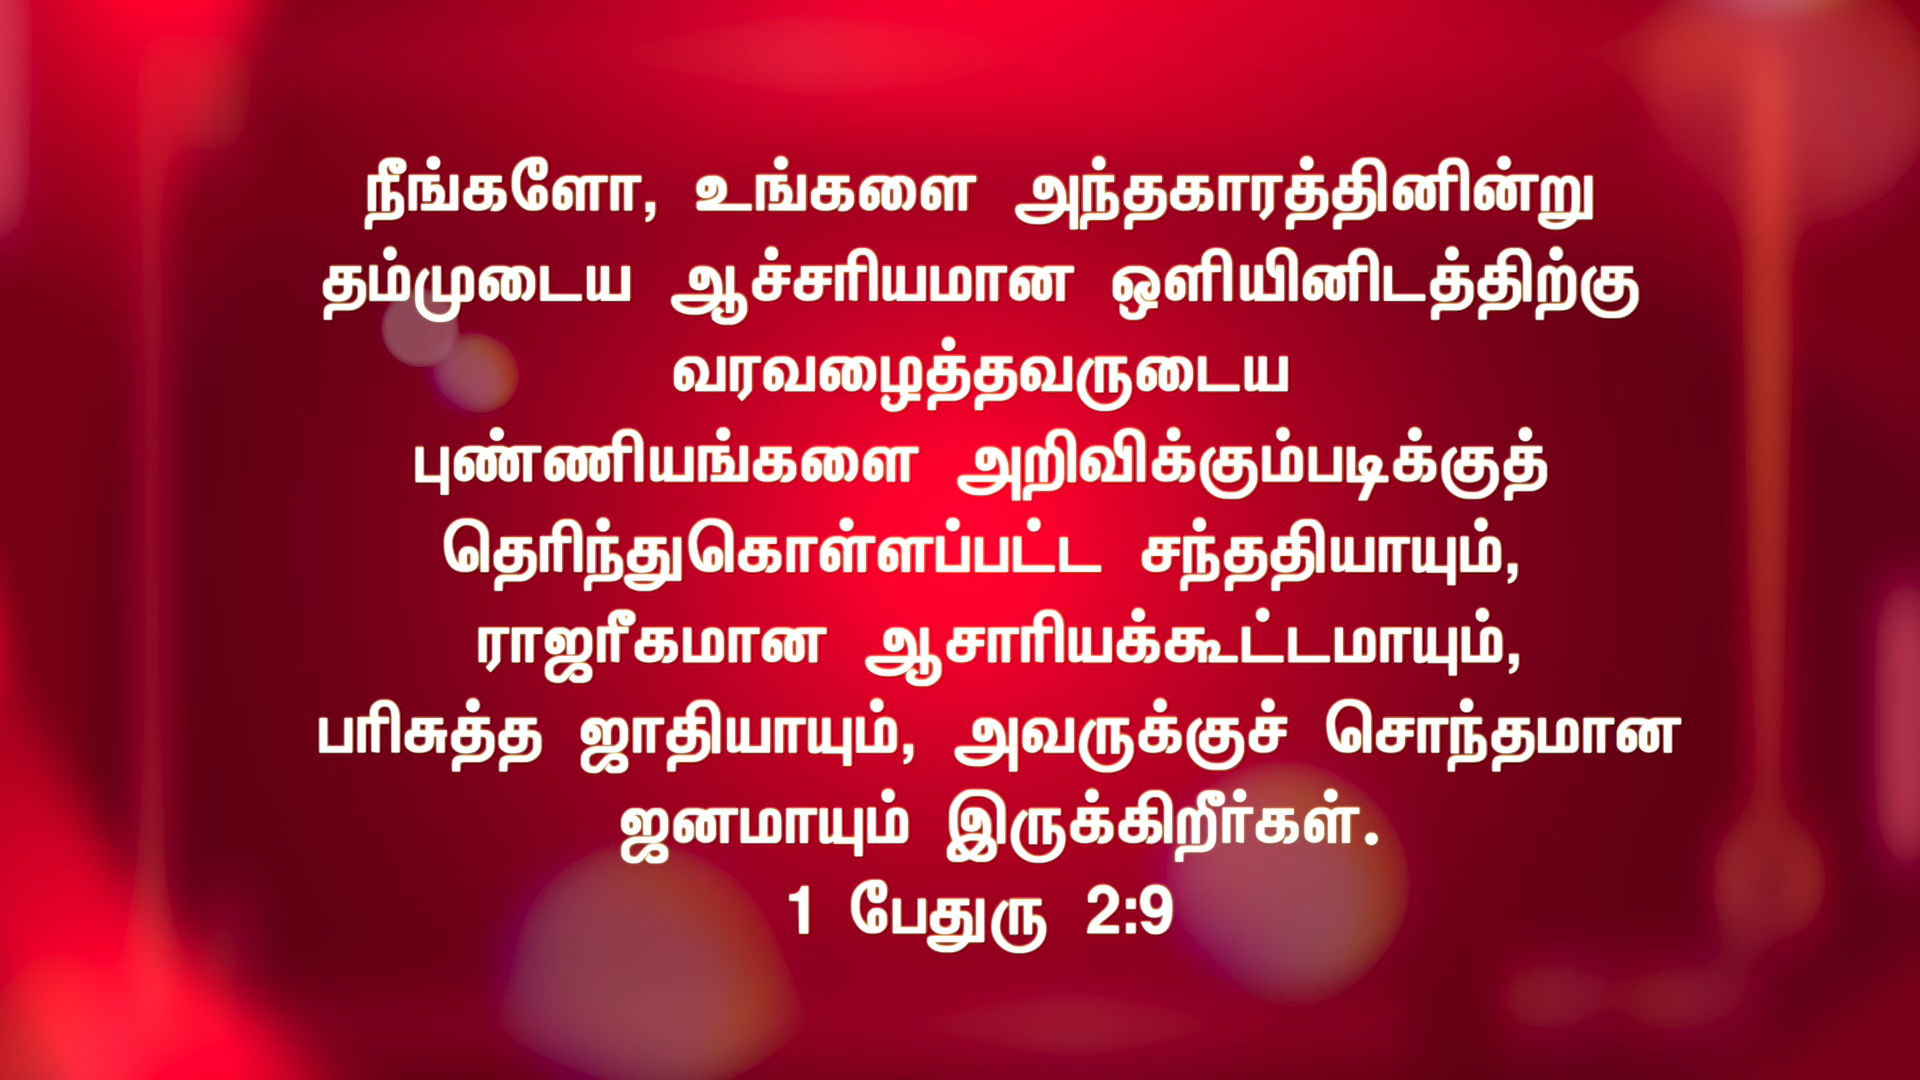 நீங்களோ, உங்களை அந்தகாரத்தினின்று
தம்முடைய ஆச்சரியமான ஒளியினிடத்திற்கு
வரவழைத்தவருடைய
புண்ணியங்களை அறிவிக்கும்படிக்குத்
தெரிந்துகொள்ளப்பட்ட சந்ததியாயும்,
ராஜரீகமான ஆசாரியக்கூட்டமாயும்,
பரிசுத்த ஜாதியாயும், அவருக்குச் சொந்தமான
ஜனமாயும் இருக்கிறீர்கள்.
1 பேதுரு 2:9